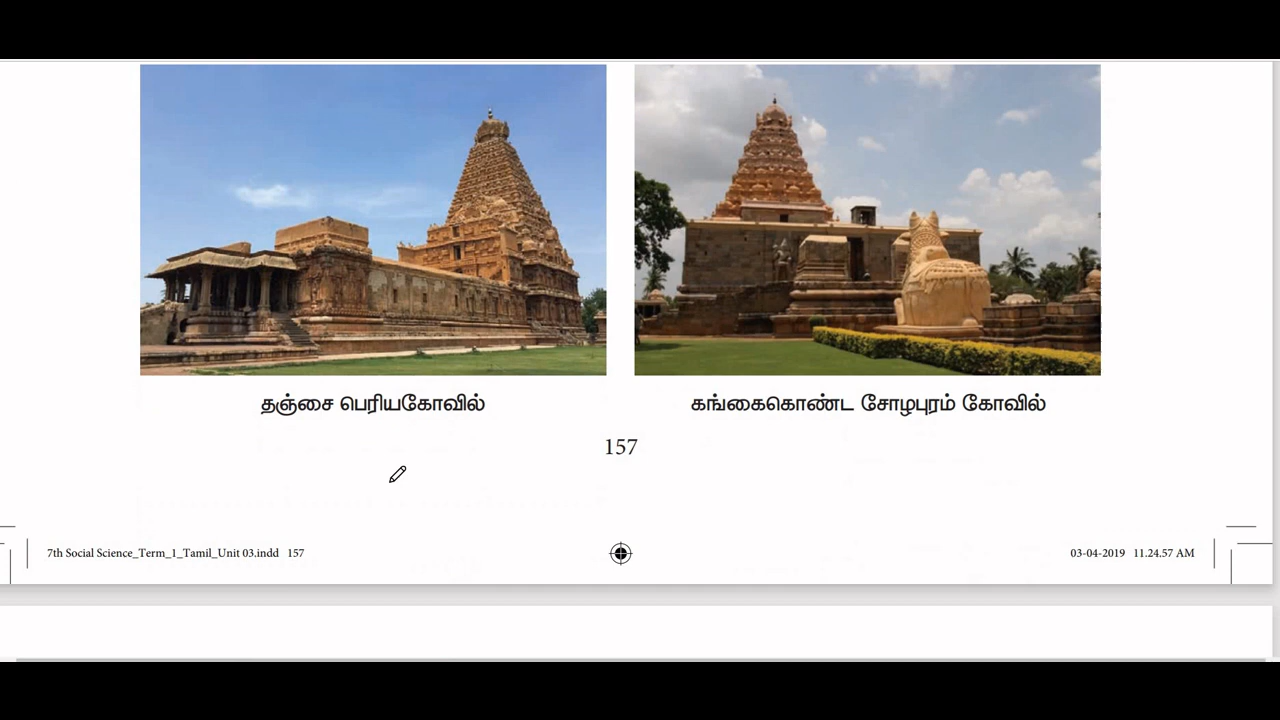 தஞ்சை பெரியகோவில்
கங்கைகொண்ட சோழபுரம் கோவில்
157
7th Social Science_Term_1_Tamil_Unit 03.indd 157
03-04-2019 11.24.57 AM